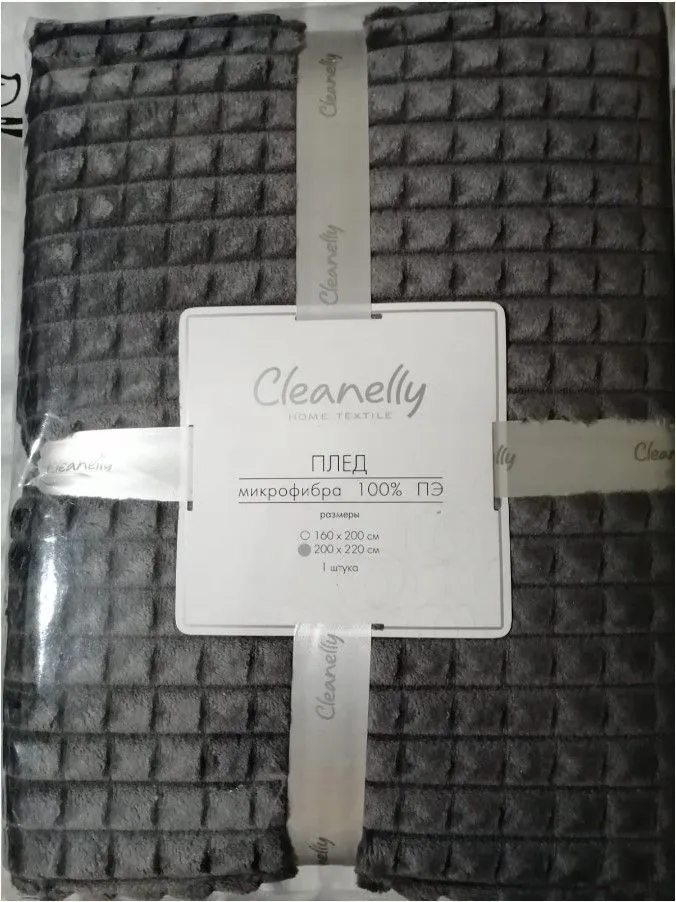 Cleanelly
Cleanelly
Cleanelly
HOME TEXTILE
Cleanelly
ПЛЕД
микрофибра 100% ПЭ
размеры
160 х 200 см
200 х 220 см
1 штука
Cleanelly